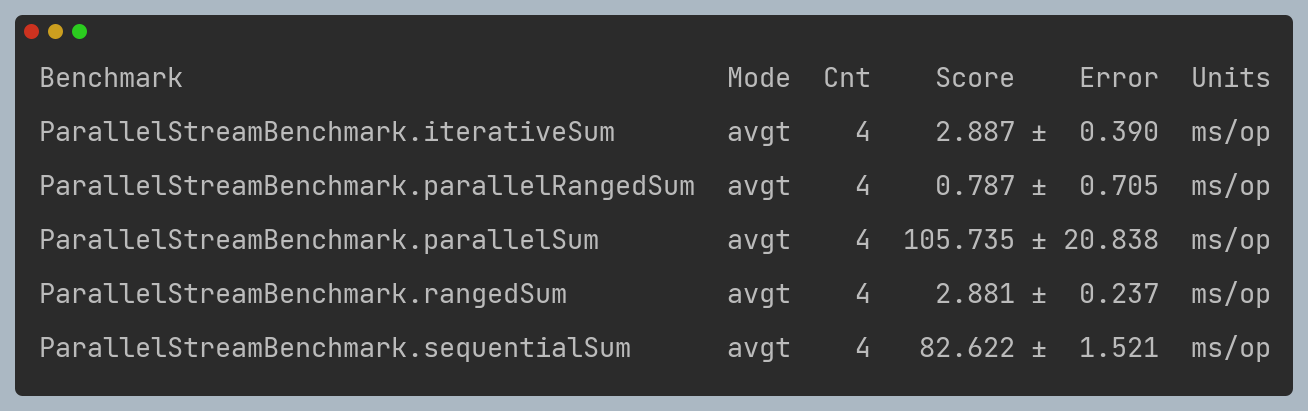 Benchmark Mode Cnt Score Error Units
ParallelStreamBenchmark.iterativeSum avgt 4 2.887 ± 0.390 ms/op
ParallelStreamBenchmark.parallelRangedSum avgt 4 0.787 ± 0.705 ms/op
ParallelStreamBenchmark.parallelSum avgt 4 105.735 ± 20.838 ms/op
ParallelStreamBenchmark.rangedSum avgt 4 2.881 ± 0.237 ms/op
ParallelStreamBenchmark.sequentialSum avgt 4 82.622 ± 1.521 ms/op